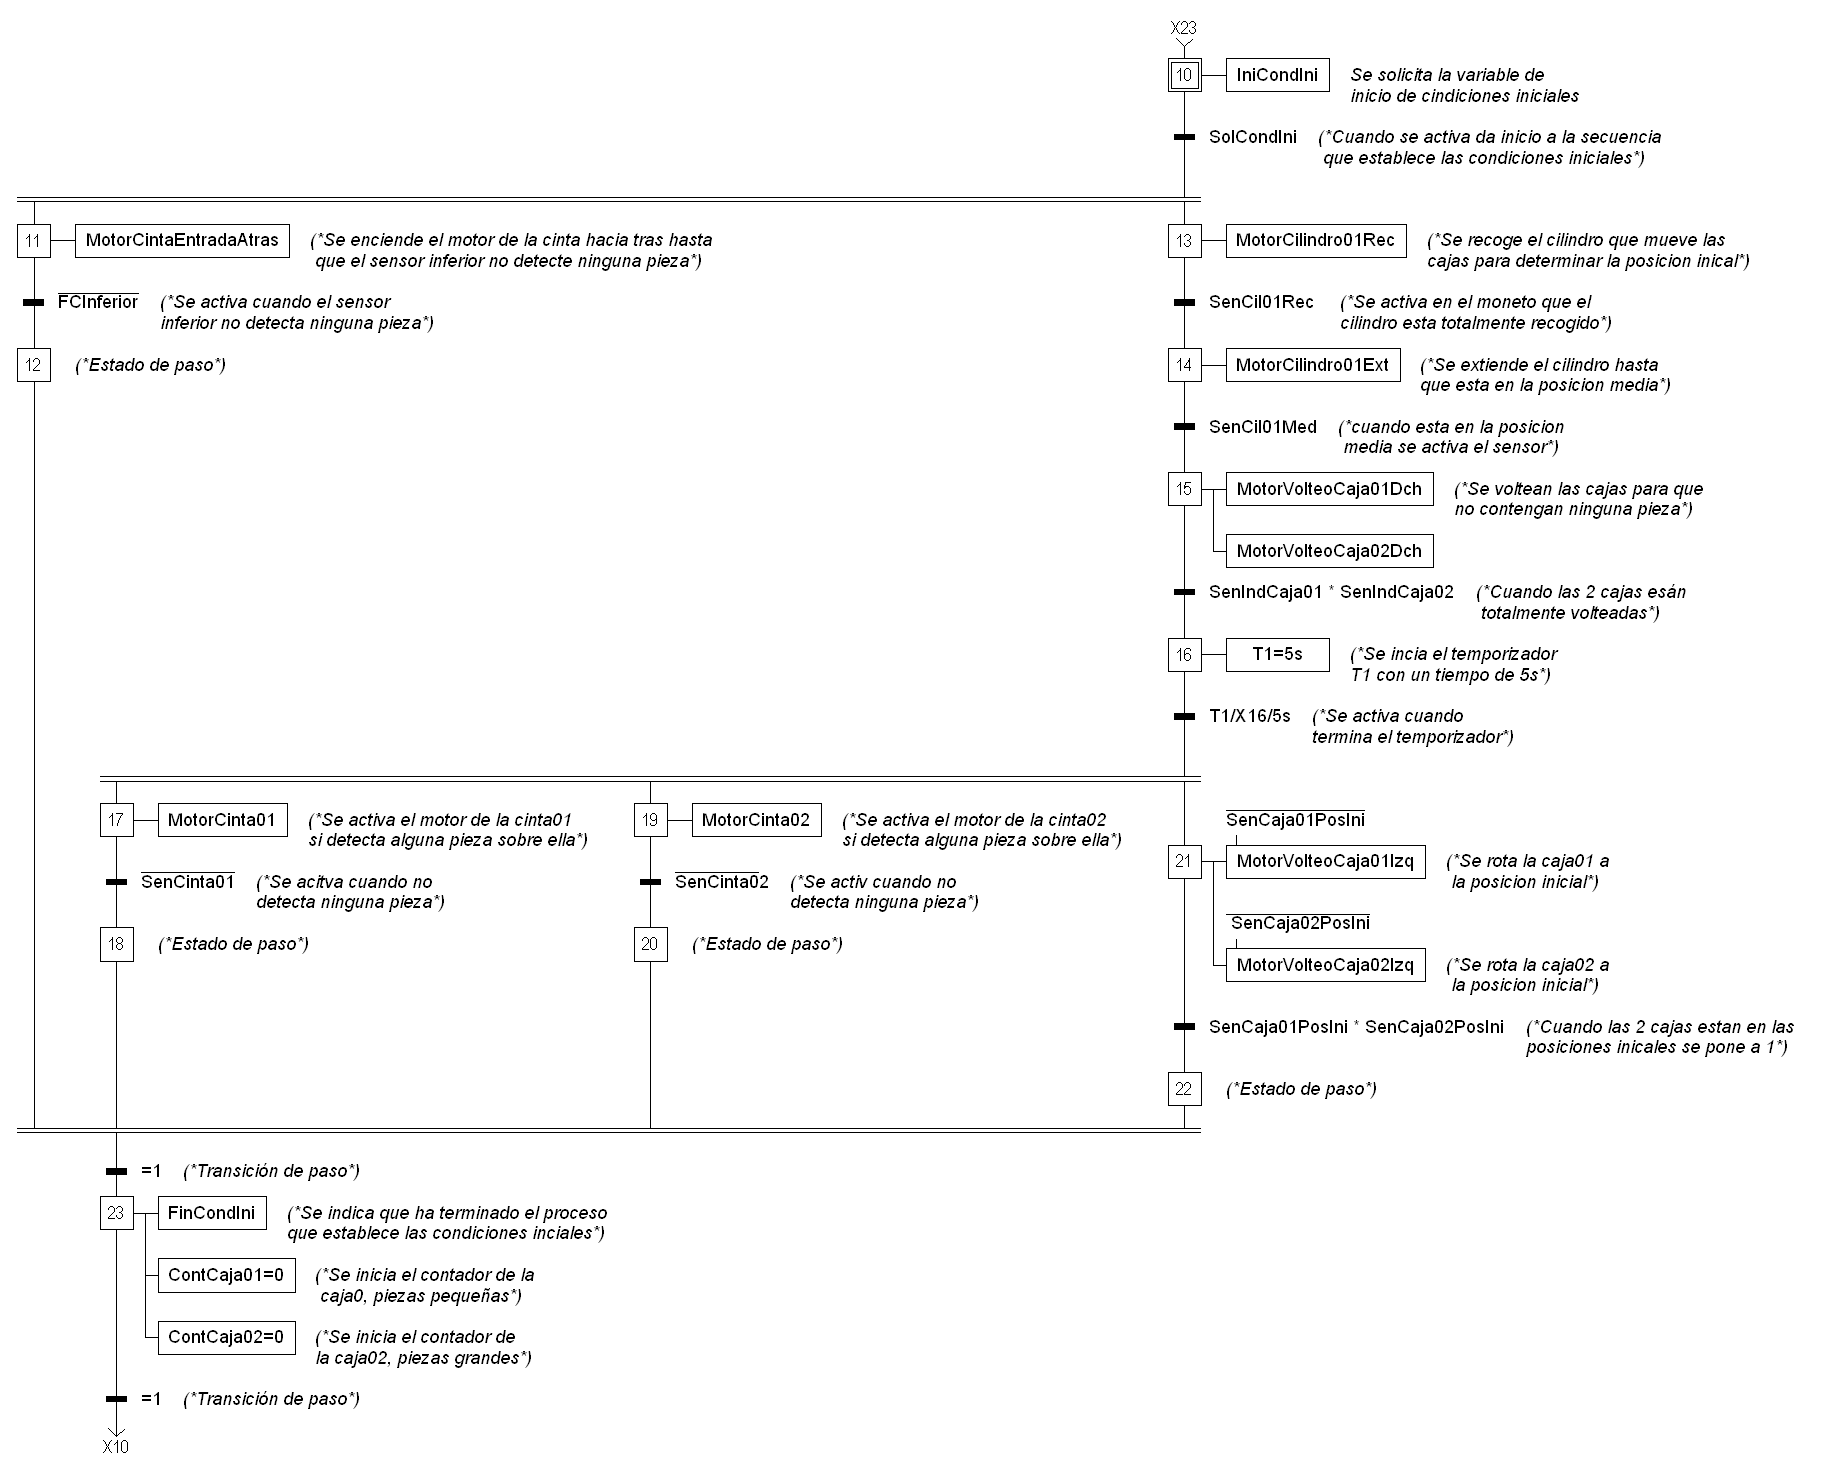 X23
10
IniCondIni
Se solicita la variable de
inicio de cindiciones iniciales
SolCondIni
(*Cuando se activa da inicio a la secuencia
que establece las condiciones iniciales*)
11
MotorCintaEntradaAtras
(*Se enciende el motor de la cinta hacia tras hasta
que el sensor inferior no detecte ninguna pieza*)
13
MotorCilindro01Rec
(*Se recoge el cilindro que mueve las
cajas para determinar la posicion inical*)
FCInferior
(*Se activa cuando el sensor
inferior no detecta ninguna pieza*)
SenCil01Rec
(*Se activa en el moneto que el
cilindro esta totalmente recogido*)
12
(*Estado de paso*)
14
MotorCilindro01Ext
(*Se extiende el cilindro hasta
que esta en la posicion media*)
SenCil01Med
(*cuando esta en la posicion
media se activa el sensor*)
15
MotorVolteoCaja01Dch
(*Se voltean las cajas para que
no contengan ninguna pieza*)
MotorVolteoCaja02Dch
SenIndCaja01 * SenIndCaja02
(*Cuando las 2 cajas esán
totalmente volteadas*)
16
T1=5s
(*Se incia el temporizador
T1 con un tiempo de 5s*)
T1/X16/5s
(*Se activa cuando
termina el temporizador*)
17
MotorCinta01
(*Se activa el motor de la cinta01
si detecta alguna pieza sobre ella*)
19
MotorCinta02
(*Se activa el motor de la cinta02
si detecta alguna pieza sobre ella*)
SenCaja01PosIni
21
MotorVolteoCaja01Izq
(*Se rota la caja01 a
la posicion inicial*)
SenCinta01
(*Se acitva cuando no
detecta ninguna pieza*)
SenCinta02
(*Se activ cuando no
detecta ninguna pieza*)
SenCaja02PosIni
18
(*Estado de paso*)
20
(*Estado de paso*)
MotorVolteoCaja02Izq
(*Se rota la caja02 a
la posicion inicial*)
SenCaja01PosIni * SenCaja02PosIni
(*Cuando las 2 cajas estan en las
posiciones inicales se pone a 1*)
22
(*Estado de paso*)
=1
(*Transición de paso*)
23
FinCondIni
(*Se indica que ha terminado el proceso
que establece las condiciones inciales*)
ContCaja01=0
(*Se inicia el contador de la
caja0, piezas pequeñas*)
ContCaja02=0
(*Se inicia el contador de
la caja02, piezas grandes*)
=1
(*Transición de paso*)
X10